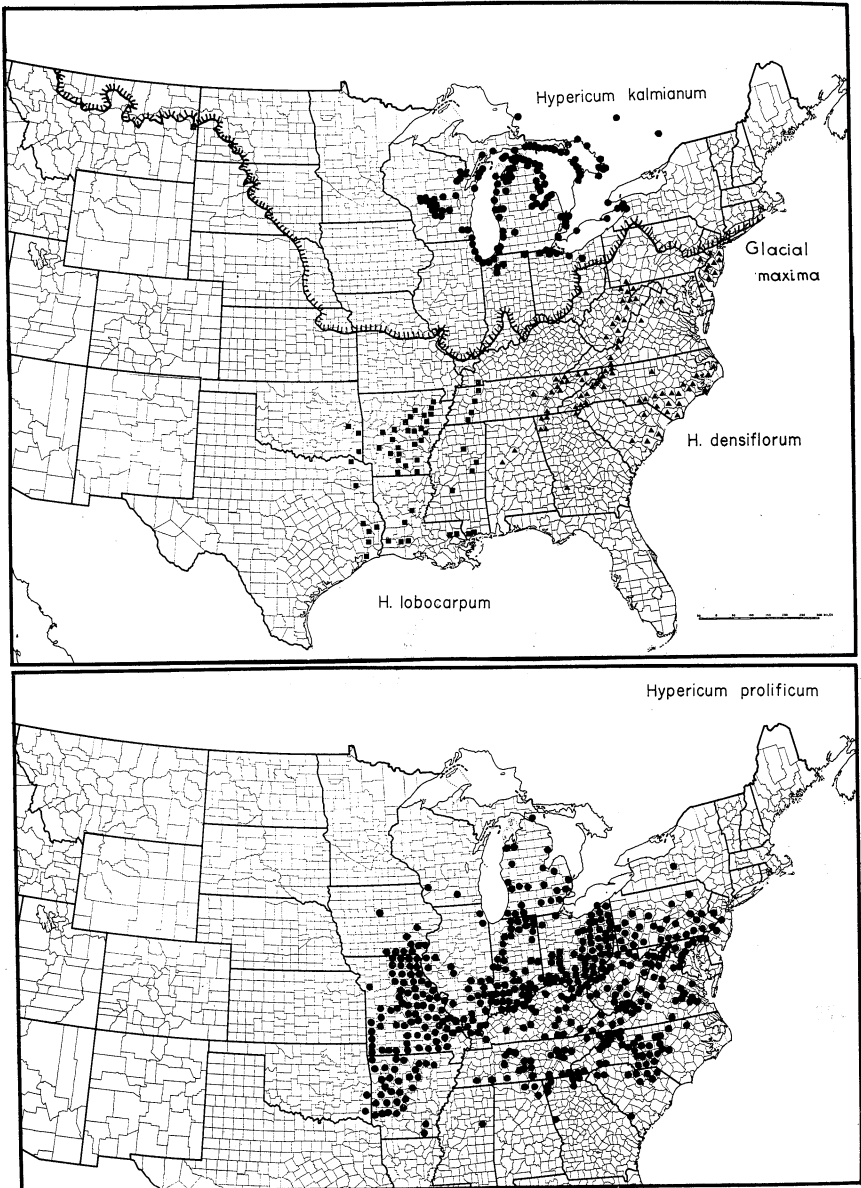 Hypericum kalmianum
Glacial
maxima
H. densiflorum
H. lobocarpum
Hypericum prolificum